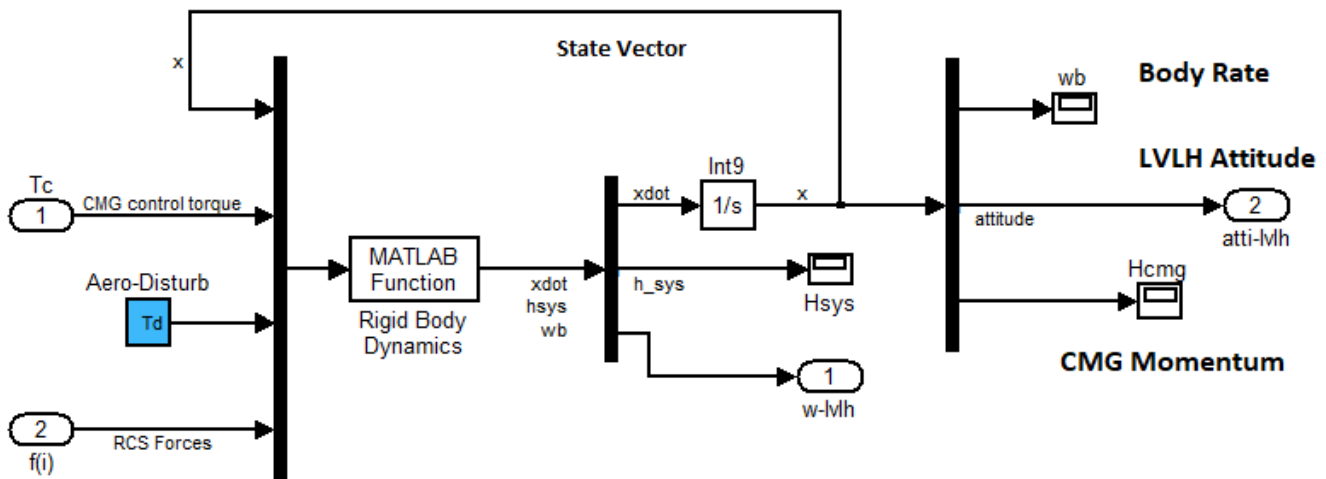 State Vector
x
wb
Body Rate
LVLH Attitude
Tc
1
CMG control torque
Int9
xdot
1/s
x
attitude
2
atti-lvlh
MATLAB
Function
Rigid Body
Dynamics
xdot
hsys
wb
h_sys
Hsys
Hcmg
CMG Momentum
Aero-Disturb
Td
1
w-lvlh
2
RCS Forces
f(i)